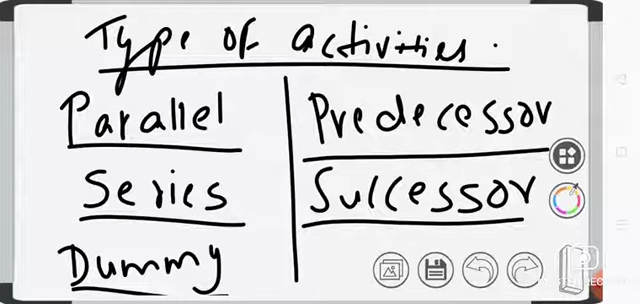 Type of activities.
Parallel
Series
Dummy
Predecessor
Successor